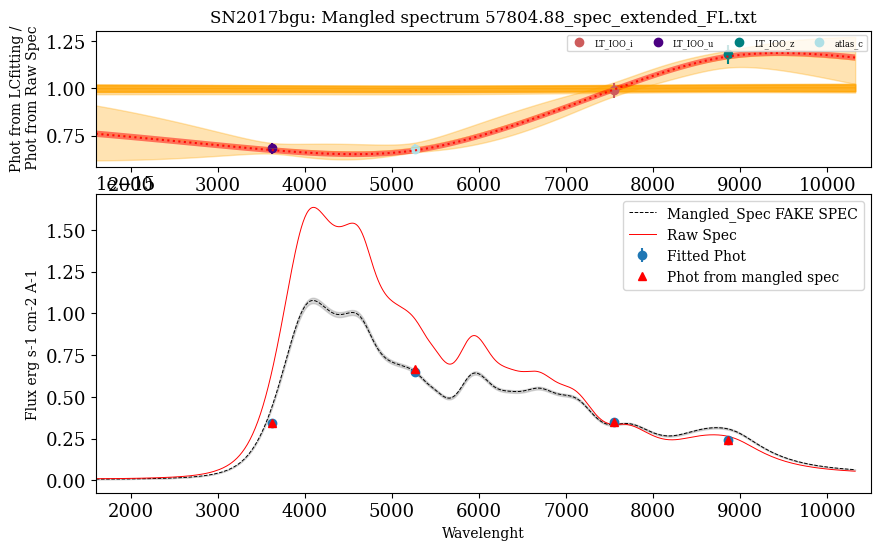 SN2017bgu: Mangled spectrum 57804.88_spec_extended_FL.txt
Phot from LCfitting /
Phot from Raw Spec
1.25
1.00
0.75
LT_IOO_i
LT_IOO_u
LT_IOO_z
atlas_c
2000 3000 4000 5000 6000 7000 8000 9000 10000
1e−15
Flux erg s-1 cm-2 A-1
1.50
1.25
1.00
0.75
0.50
0.25
0.00
Mangled_Spec FAKE SPEC
Raw Spec
Fitted Phot
Phot from mangled spec
2000 3000 4000 5000 6000 7000 8000 9000 10000
Wavelenght